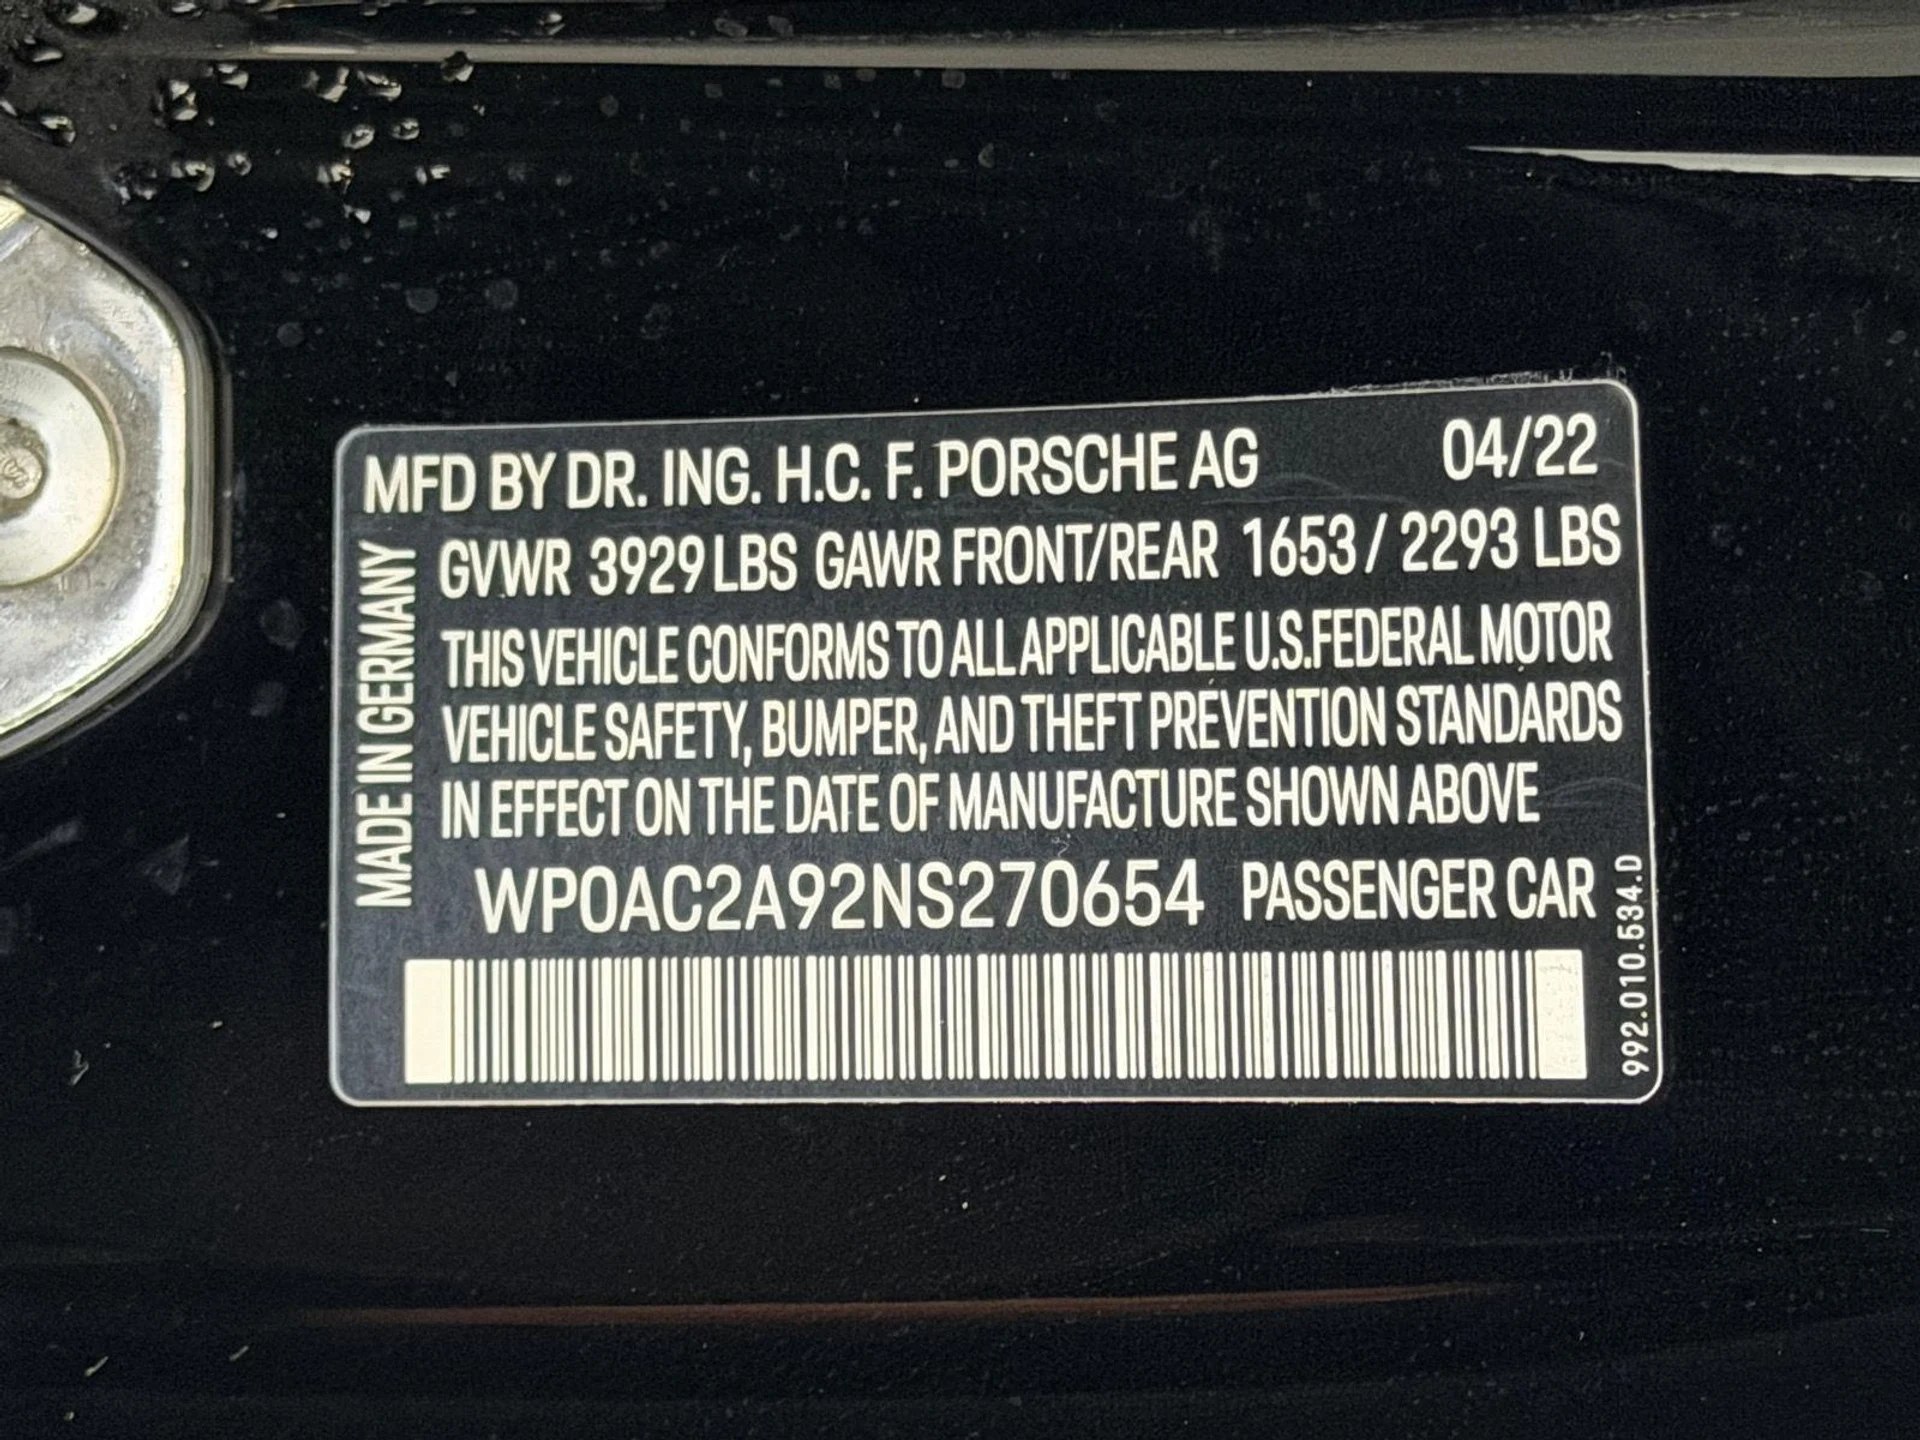 MFD BY DR. ING. H.C. F. PORSCHE AG 04/22
GVWR 3929 LBS GAWR FRONT/REAR 1653 / 2293 LBS
THIS VEHICLE CONFORMS TO ALL APPLICABLE U.S.FEDERAL MOTOR
VEHICLE SAFETY, BUMPER, AND THEFT PREVENTION STANDARDS
IN EFFECT ON THE DATE OF MANUFACTURE SHOWN ABOVE
WP0AC2A92NS270654 PASSENGER CAR
MADE IN GERMANY
992.010.534.D